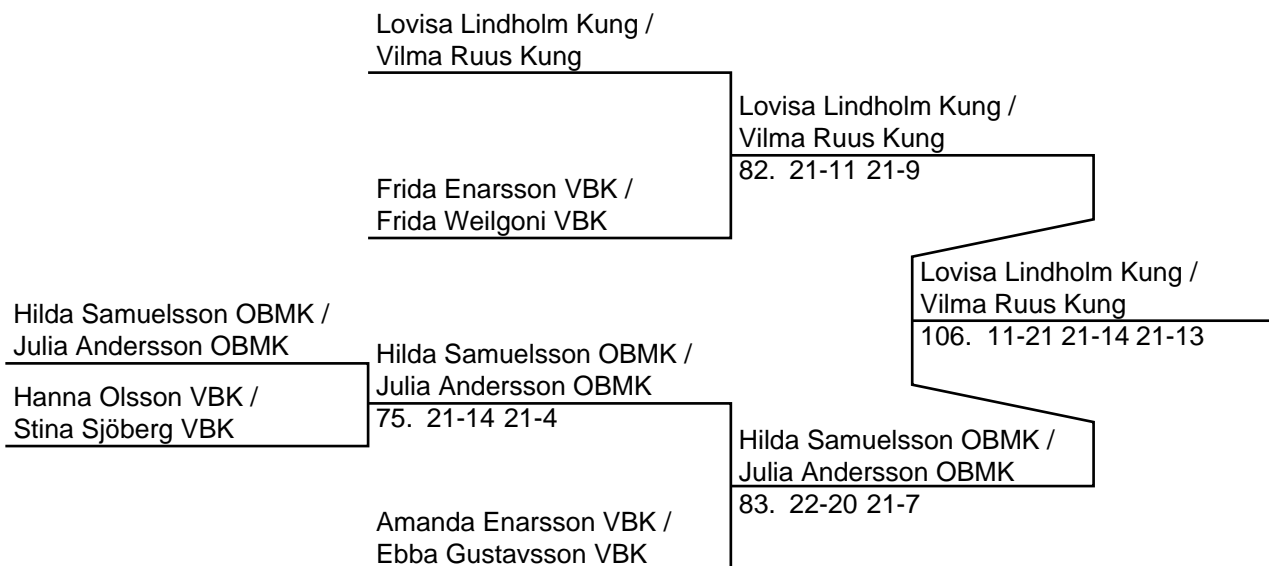 Lovisa Lindholm Kung /
Vilma Ruus Kung
Lovisa Lindholm Kung /
Vilma Ruus Kung
82. 21-11 21-9
Frida Enarsson VBK /
Frida Weilgoni VBK
Lovisa Lindholm Kung /
Vilma Ruus Kung
106. 11-21 21-14 21-13
Hilda Samuelsson OBMK /
Julia Andersson OBMK
Hilda Samuelsson OBMK /
Julia Andersson OBMK
75. 21-14 21-4
Hanna Olsson VBK /
Stina Sjöberg VBK
Hilda Samuelsson OBMK /
Julia Andersson OBMK
83. 22-20 21-7
Amanda Enarsson VBK /
Ebba Gustavsson VBK